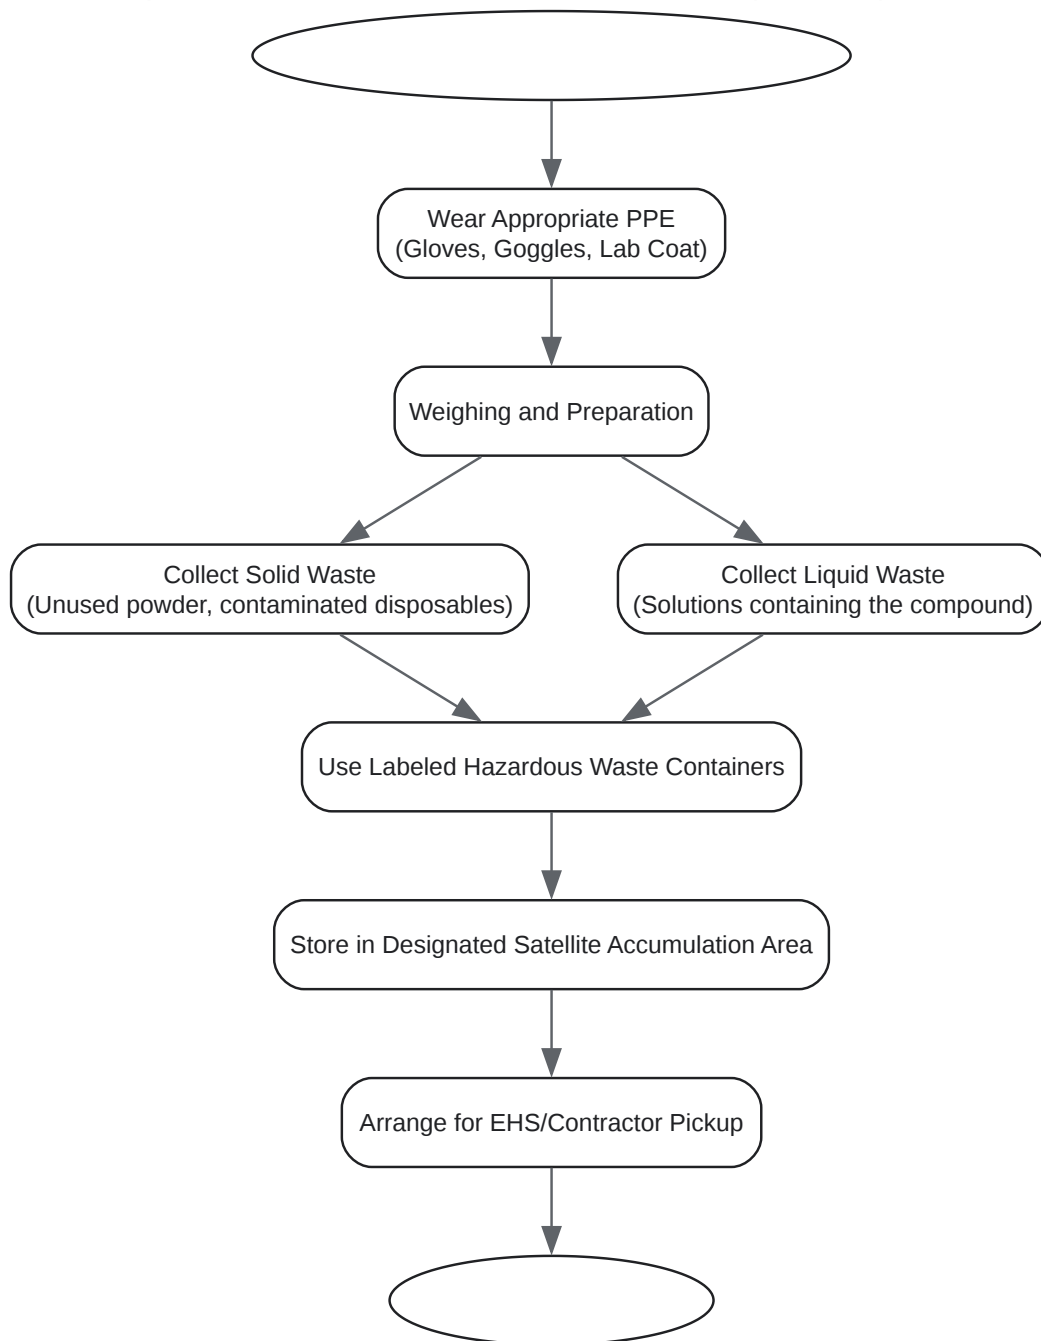 Wear Appropriate PPE
(Gloves, Goggles, Lab Coat)
Weighing and Preparation
Collect Solid Waste
(Unused powder, contaminated disposables)
Collect Liquid Waste
(Solutions containing the compound)
Use Labeled Hazardous Waste Containers
Store in Designated Satellite Accumulation Area
Arrange for EHS/Contractor Pickup